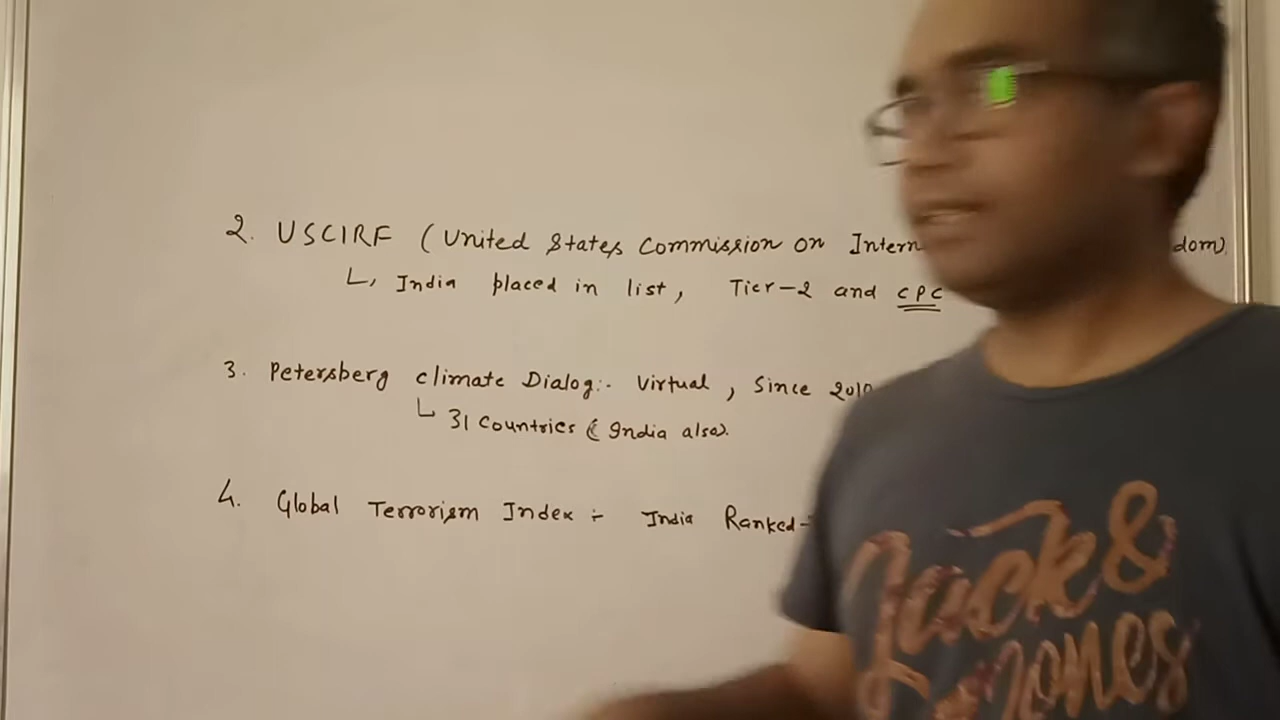 2. USCIRF (United States Commission on Intern dom)
↳ India placed in list, Tier-2 and CPC
3. Petersberg climate Dialog:- Virtual, Since 2010
↳ 31 Countries (India also).
4. Global Terrorism Index :- India Ranked-
Jack &
Jones